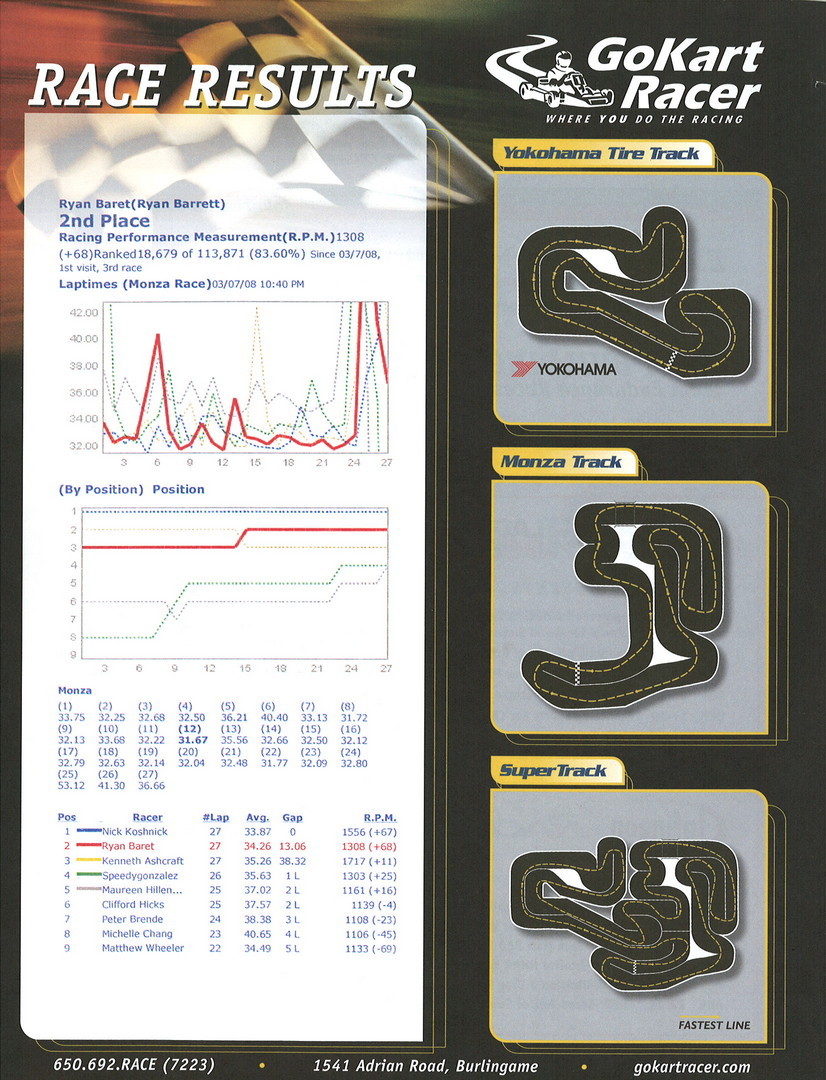 RACE RESULTS
GoKart
Racer
WHERE YOU DO THE RACING
Ryan Baret(Ryan Barrett)
2nd Place
Racing Performance Measurement(R.P.M.)1308
(+68)Ranked18,679 of 113,871 (83.60%) Since 03/7/08,
1st visit, 3rd race
Laptimes (Monza Race)03/07/08 10:40 PM
42.00
40.00
38.00
36.00
34.00
32.00
3 6 9 12 15 18 21 24 27
(By Position) Position
1
2
3
4
5
6
7
8
9
3 6 9 12 15 18 21 24 27
Monza
(1) (2) (3) (4) (5) (6) (7) (8)
33.75 32.25 32.68 32.50 36.21 40.40 33.13 31.72
(9) (10) (11) (12) (13) (14) (15) (16)
32.13 33.68 32.22 31.67 35.56 32.66 32.50 32.12
(17) (18) (19) (20) (21) (22) (23) (24)
32.79 32.63 32.14 32.04 32.48 31.77 32.09 32.80
(25) (26) (27)
53.12 41.30 36.66
Pos Racer #Lap Avg. Gap R.P.M.
1 Nick Koshnick 27 33.87 0 1556 (+67)
2 Ryan Baret 27 34.26 13.06 1308 (+68)
3 Kenneth Ashcraft 27 35.26 38.32 1717 (+11)
4 Speedygonzalez 26 35.63 1 L 1303 (+25)
5 Maureen Hillen... 25 37.02 2 L 1161 (+16)
6 Clifford Hicks 25 37.57 2 L 1139 (-4)
7 Peter Brende 24 38.38 3 L 1108 (-23)
8 Michelle Chang 23 40.65 4 L 1106 (-45)
9 Matthew Wheeler 22 34.49 5 L 1133 (-69)
Yokohama Tire Track
YOKOHAMA
Monza Track
SuperTrack
FASTEST LINE
650.692.RACE (7223) • 1541 Adrian Road, Burlingame • gokartracer.com